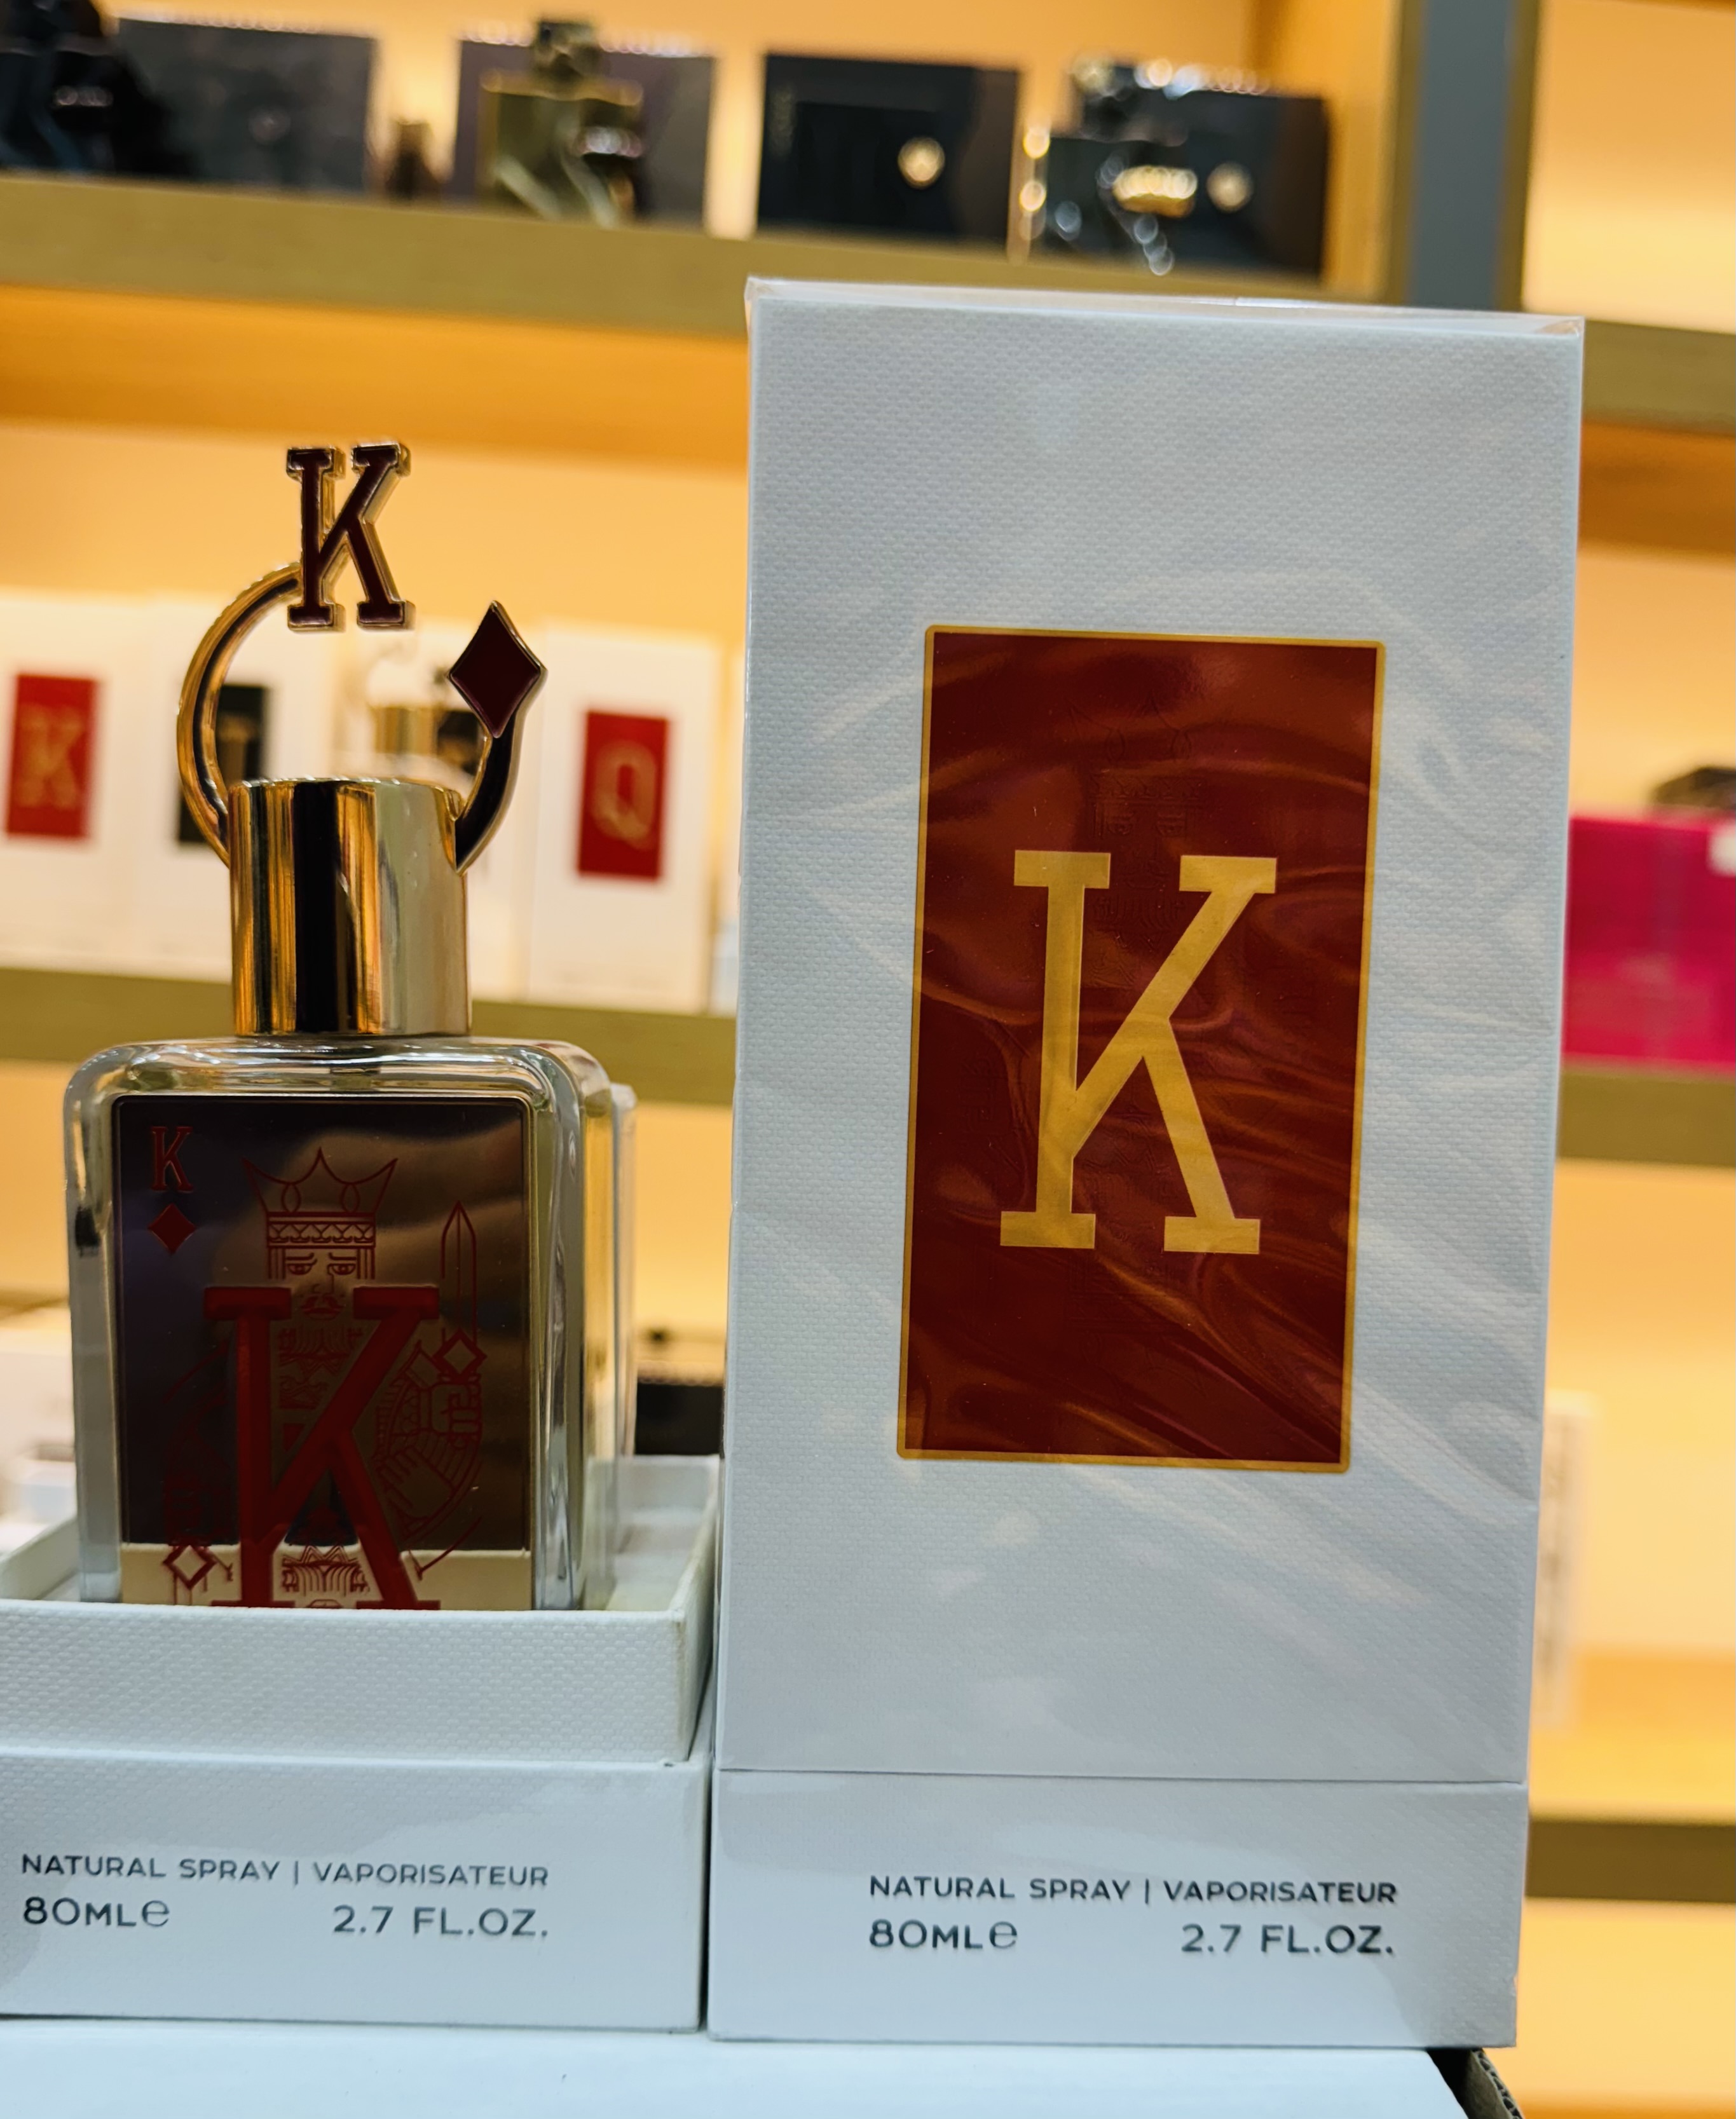 K
K
Q
K
K
K
K
NATURAL SPRAY | VAPORISATEUR
80ML℮ 2.7 FL.OZ.
NATURAL SPRAY | VAPORISATEUR
80ML℮ 2.7 FL.OZ.